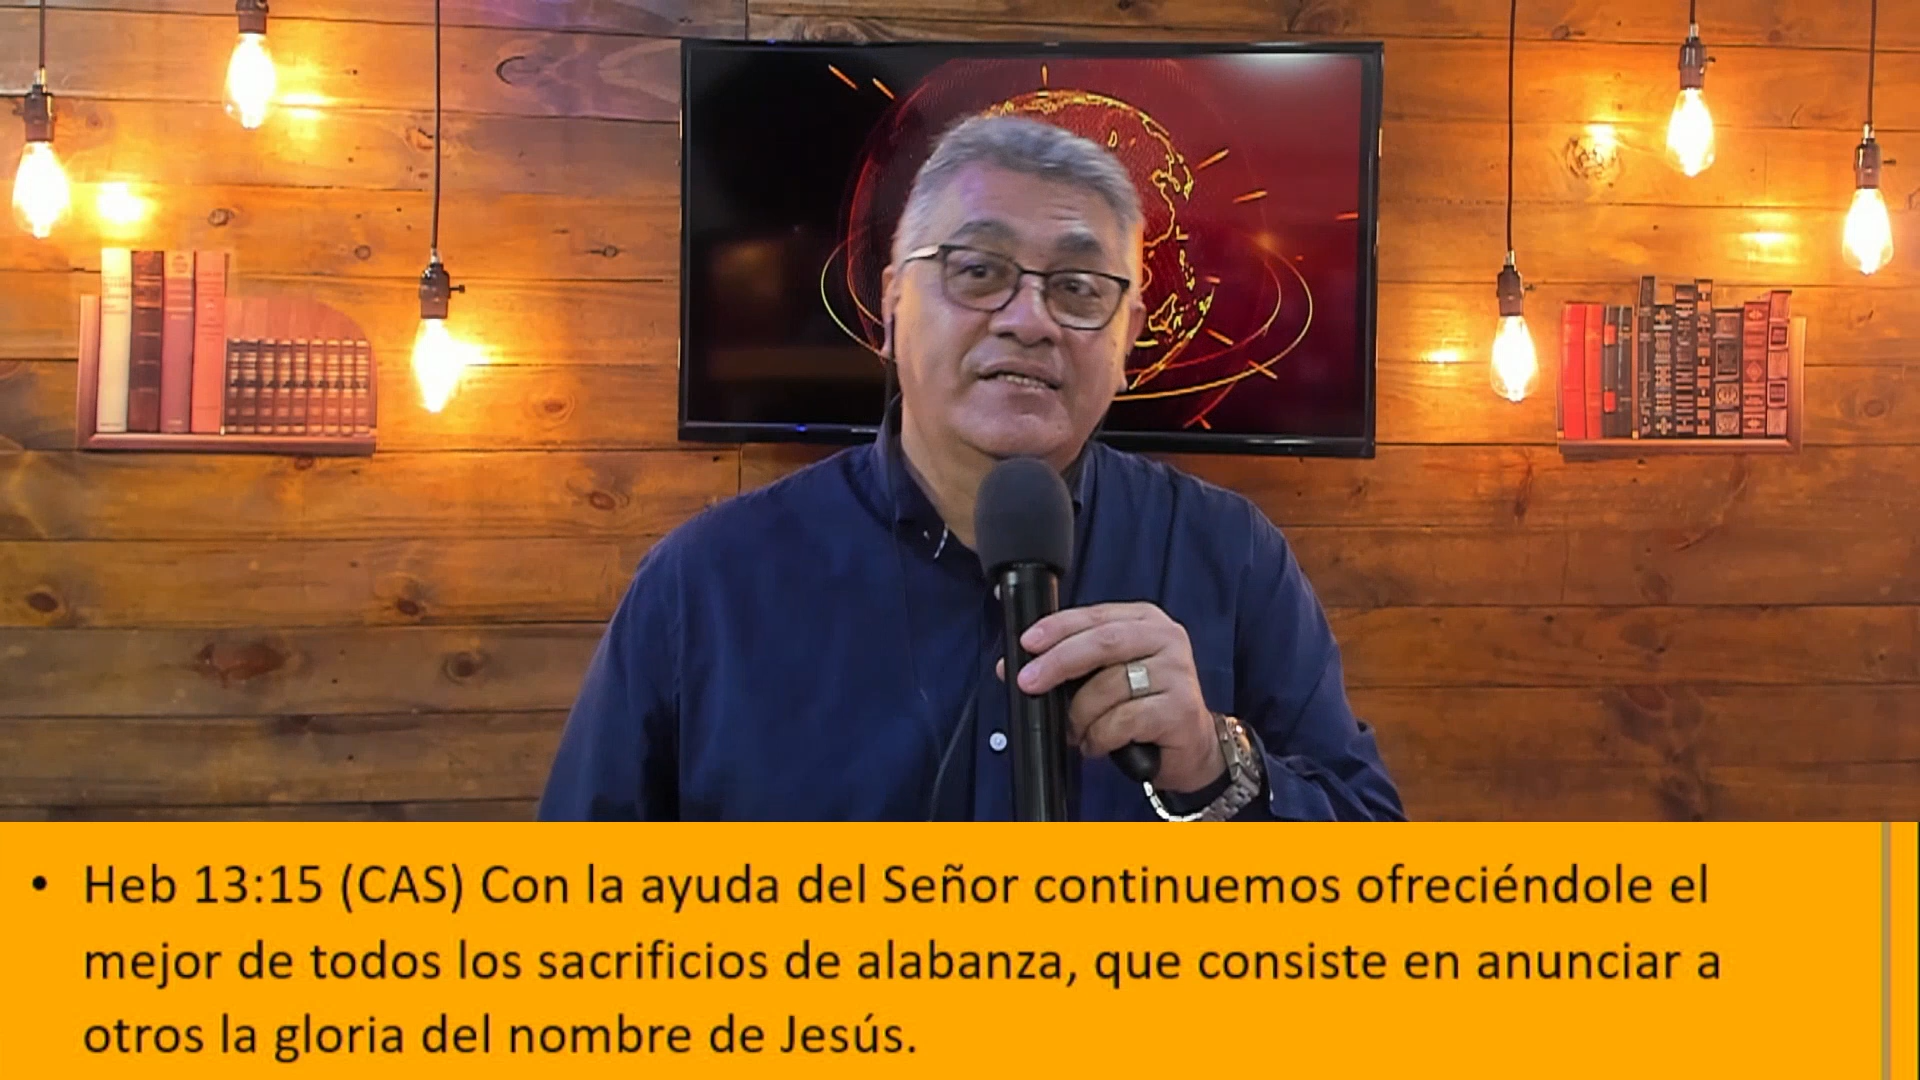 • Heb 13:15 (CAS) Con la ayuda del Señor continuemos ofreciéndole el
mejor de todos los sacrificios de alabanza, que consiste en anunciar a
otros la gloria del nombre de Jesús.